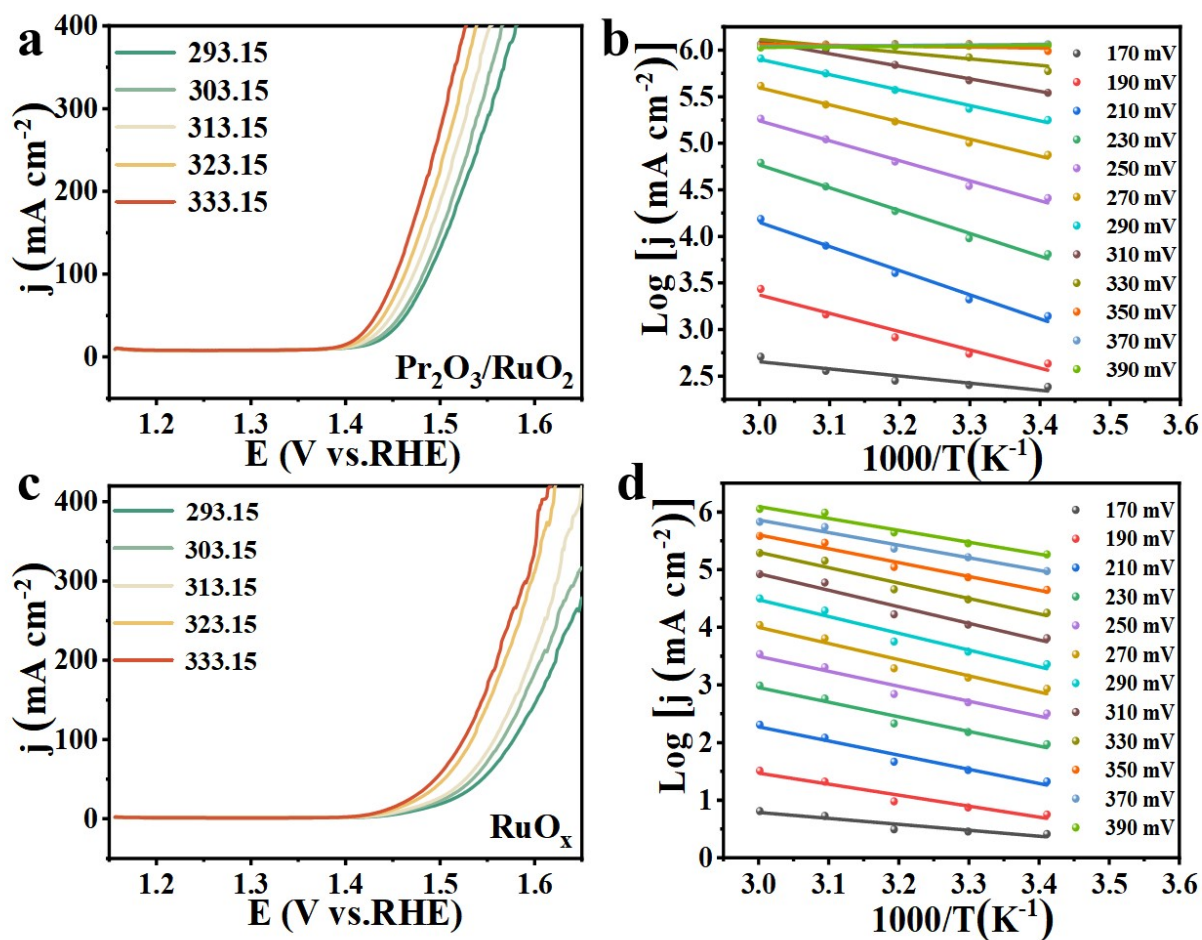 a
j (mA cm⁻²)
400
300
200
100
0
293.15
303.15
313.15
323.15
333.15
Pr₂O₃/RuO₂
1.2 1.3 1.4 1.5 1.6
E (V vs.RHE)
b
Log [j (mA cm⁻²)]
6.0
5.5
5.0
4.5
4.0
3.5
3.0
2.5
170 mV
190 mV
210 mV
230 mV
250 mV
270 mV
290 mV
310 mV
330 mV
350 mV
370 mV
390 mV
3.0 3.1 3.2 3.3 3.4 3.5 3.6
1000/T(K⁻¹)
c
j (mA cm⁻²)
400
300
200
100
0
293.15
303.15
313.15
323.15
333.15
RuOₓ
1.2 1.3 1.4 1.5 1.6
E (V vs.RHE)
d
Log [j (mA cm⁻²)]
6
5
4
3
2
1
0
170 mV
190 mV
210 mV
230 mV
250 mV
270 mV
290 mV
310 mV
330 mV
350 mV
370 mV
390 mV
3.0 3.1 3.2 3.3 3.4 3.5 3.6
1000/T(K⁻¹)